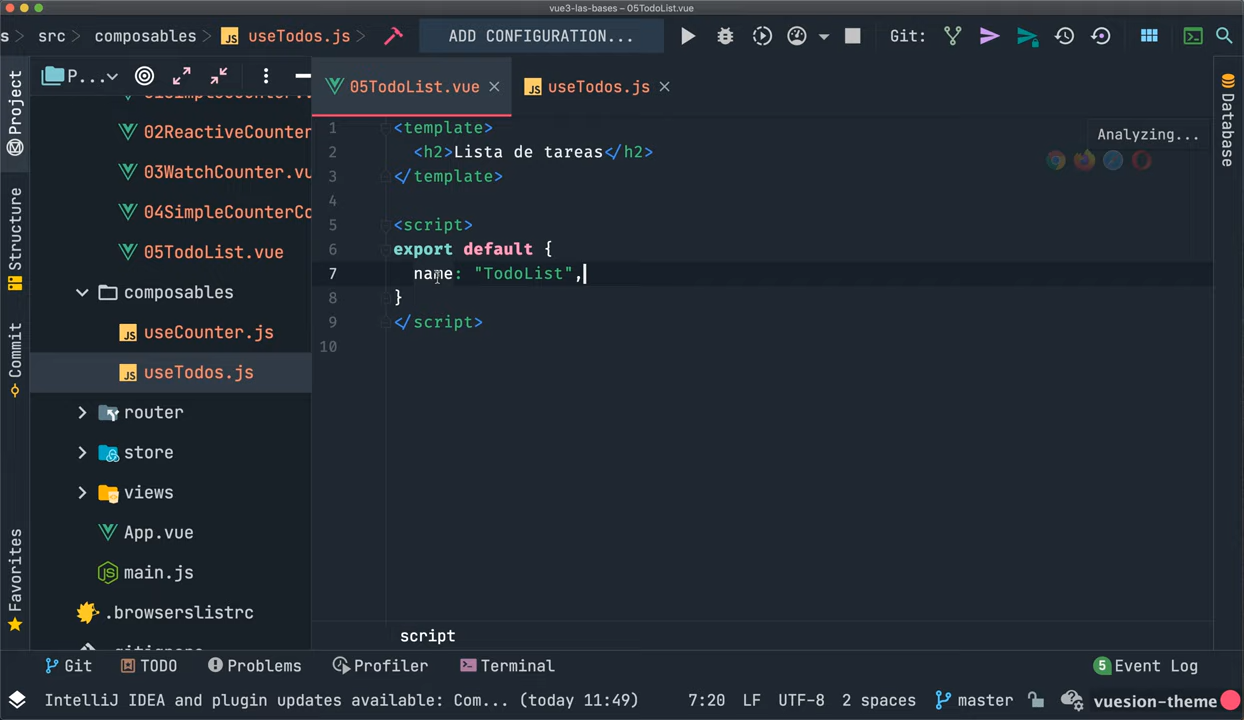 vue3-las-bases – 05TodoList.vue
s
src
composables
useTodos.js
ADD CONFIGURATION...
Git:
P...
05TodoList.vue
useTodos.js
Project
Structure
Commit
Favorites
Database
02ReactiveCounter
03WatchCounter.vu
04SimpleCounterCo
05TodoList.vue
composables
JS useCounter.js
JS useTodos.js
router
store
views
App.vue
main.js
.browserslistrc
Analyzing...
1 <template>
2 <h2>Lista de tareas</h2>
3 </template>
4
5 <script>
6 export default {
7 name: "TodoList",
8 }
9 </script>
10
script
Git
TODO
Problems
Profiler
Terminal
5 Event Log
IntelliJ IDEA and plugin updates available: Com... (today 11:49)
7:20
LF
UTF-8
2 spaces
master
vuesion-theme